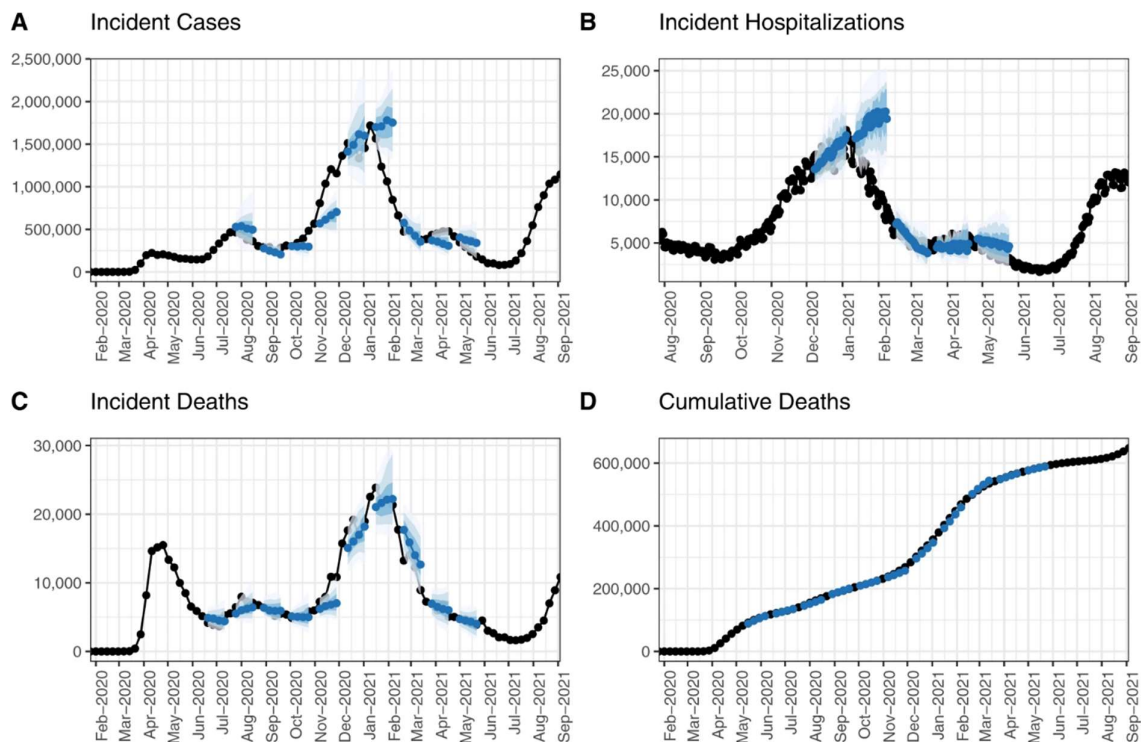 A Incident Cases
2,500,000
2,000,000
1,500,000
1,000,000
500,000
0
Feb-2020
Mar-2020
Apr-2020
May-2020
Jun-2020
Jul-2020
Aug-2020
Sep-2020
Oct-2020
Nov-2020
Dec-2020
Jan-2021
Feb-2021
Mar-2021
Apr-2021
May-2021
Jun-2021
Jul-2021
Aug-2021
Sep-2021
B Incident Hospitalizations
25,000
20,000
15,000
10,000
5,000
Aug-2020
Sep-2020
Oct-2020
Nov-2020
Dec-2020
Jan-2021
Feb-2021
Mar-2021
Apr-2021
May-2021
Jun-2021
Jul-2021
Aug-2021
Sep-2021
C Incident Deaths
30,000
20,000
10,000
0
Feb-2020
Mar-2020
Apr-2020
May-2020
Jun-2020
Jul-2020
Aug-2020
Sep-2020
Oct-2020
Nov-2020
Dec-2020
Jan-2021
Feb-2021
Mar-2021
Apr-2021
May-2021
Jun-2021
Jul-2021
Aug-2021
Sep-2021
D Cumulative Deaths
600,000
400,000
200,000
0
Feb-2020
Mar-2020
Apr-2020
May-2020
Jun-2020
Jul-2020
Aug-2020
Sep-2020
Oct-2020
Nov-2020
Dec-2020
Jan-2021
Feb-2021
Mar-2021
Apr-2021
May-2021
Jun-2021
Jul-2021
Aug-2021
Sep-2021